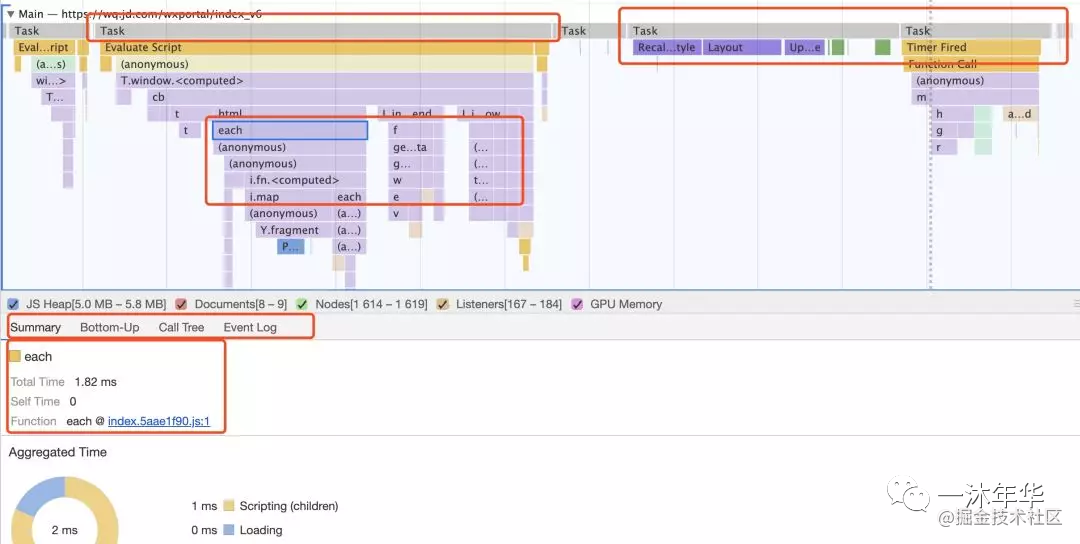 ▼ Main — https://wq.jd.com/wxportal/index_v6
Task Task Task Task Task
Eval...ript Evaluate Script Recal...tyle Layout Up...e Timer Fired
(a...s) (anonymous) Function Call
wi...> T.window.<computed> (anonymous)
T... cb m
t html I_in...end I_i...ow h a...d
t each f g
(anonymous) ge...ta (... r
(anonymous) g... (...
i.fn.<computed> w t...
i.map each e (...
(anonymous) (a...) v
Y.fragment (a...)
P... (a...)
JS Heap[5.0 MB – 5.8 MB] Documents[8 – 9] Nodes[1 614 – 1 619] Listeners[167 – 184] GPU Memory
Summary Bottom-Up Call Tree Event Log
each
Total Time 1.82 ms
Self Time 0
Function each @ index.5aae1f90.js:1
Aggregated Time
1 ms Scripting (children)
2 ms 0 ms Loading
一沐年华
@掘金技术社区